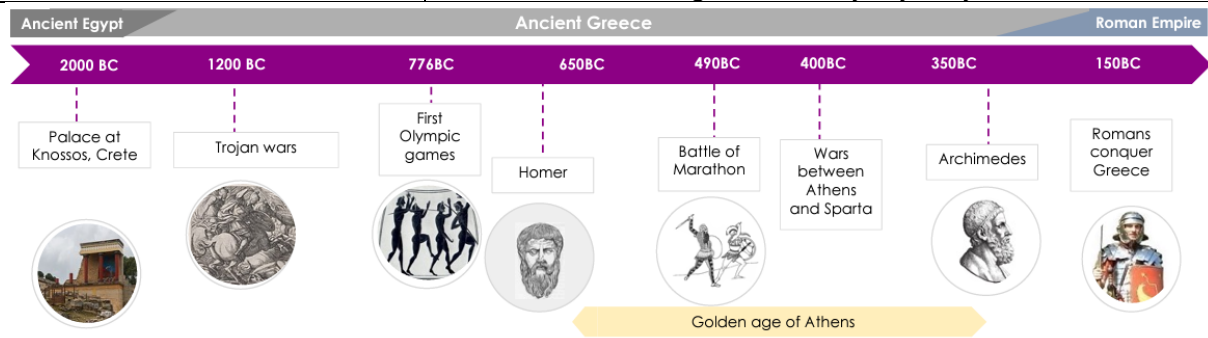 Ancient Egypt
Ancient Greece
Roman Empire
2000 BC
1200 BC
776BC
650BC
490BC
400BC
350BC
150BC
Palace at
Knossos, Crete
Trojan wars
First
Olympic
games
Homer
Battle of
Marathon
Wars
between
Athens
and Sparta
Archimedes
Romans
conquer
Greece
Golden age of Athens